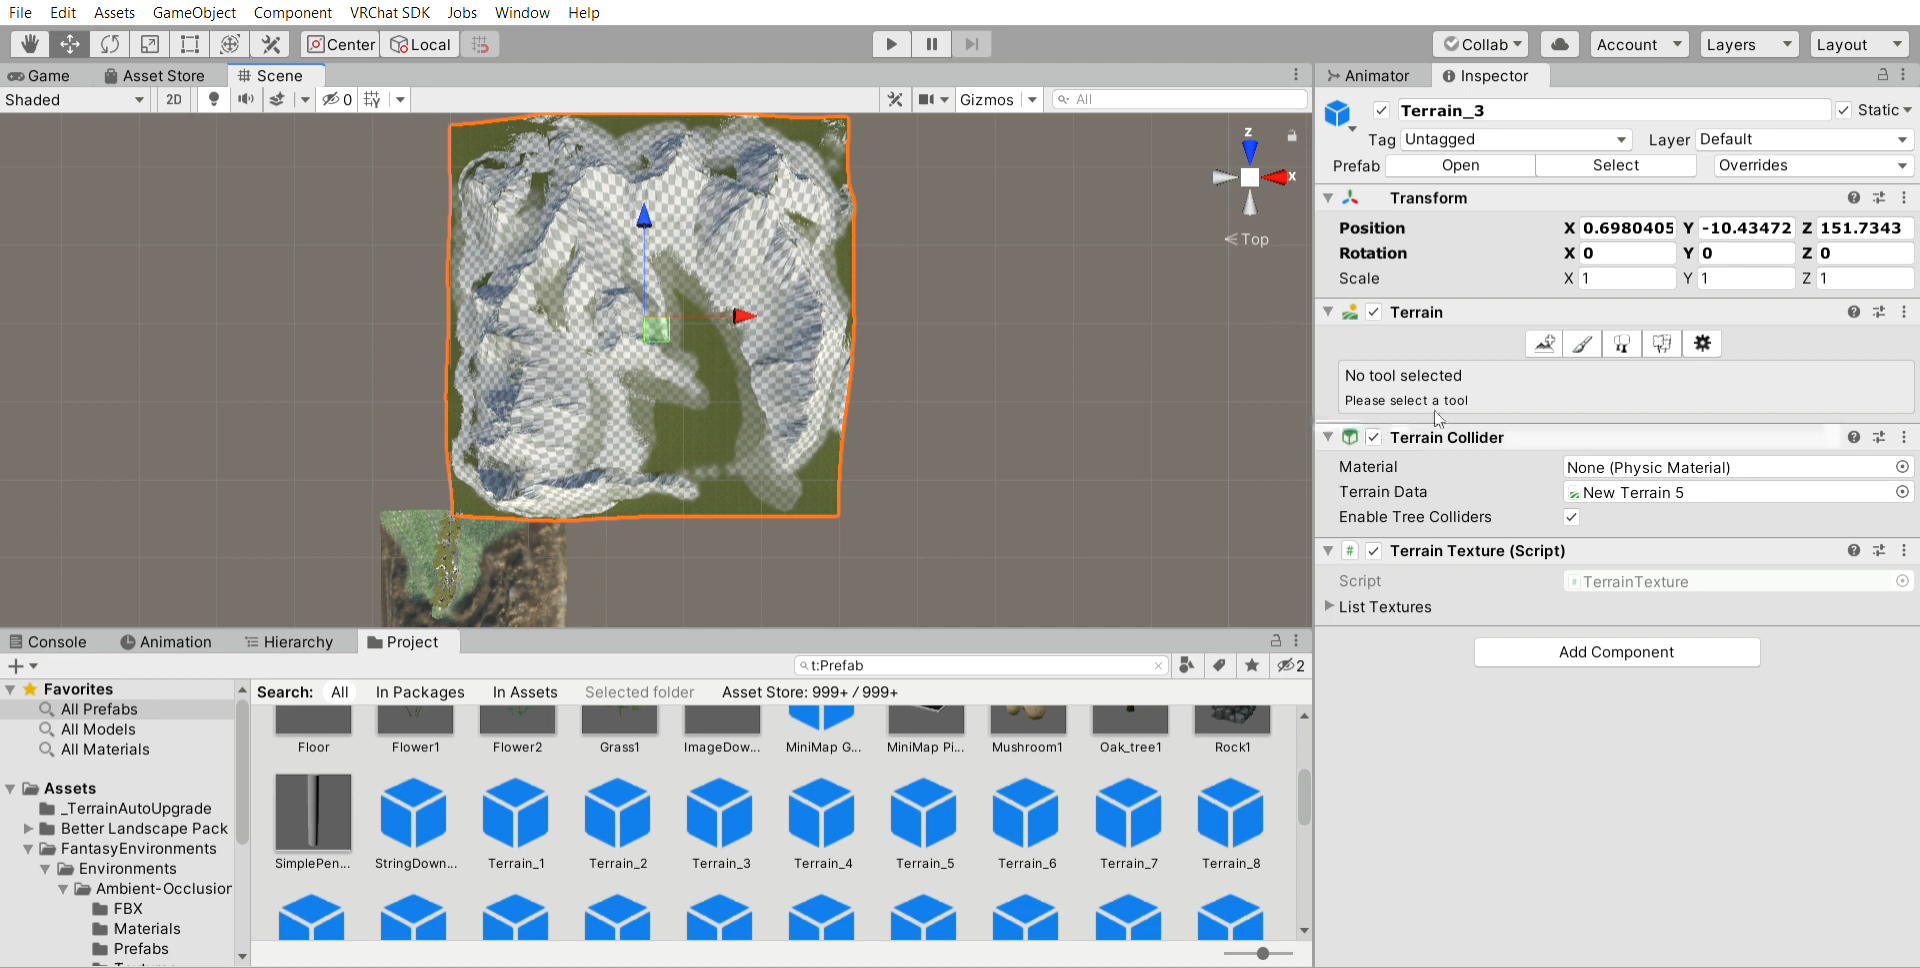 File Edit Assets GameObject Component VRChat SDK Jobs Window Help
Center Local Collab Account Layers Layout
Game Asset Store Scene
Shaded 2D 0 Gizmos All
z
x
Top
Animator Inspector
Terrain_3 Static
Tag Untagged Layer Default
Prefab Open Select Overrides
Transform
Position X 0.6980405 Y -10.43472 Z 151.7343
Rotation X 0 Y 0 Z 0
Scale X 1 Y 1 Z 1
Terrain
No tool selected
Please select a tool
Terrain Collider
Material None (Physic Material)
Terrain Data New Terrain 5
Enable Tree Colliders
# Terrain Texture (Script)
Script # TerrainTexture
List Textures
Add Component
Console Animation Hierarchy Project
t:Prefab 2
Favorites
All Prefabs
All Models
All Materials
Assets
_TerrainAutoUpgrade
Better Landscape Pack
FantasyEnvironments
Environments
Ambient-Occlusior
FBX
Materials
Prefabs
Search: All In Packages In Assets Selected folder Asset Store: 999+ / 999+
Floor Flower1 Flower2 Grass1 ImageDow... MiniMap G... MiniMap Pi... Mushroom1 Oak_tree1 Rock1
SimplePen... StringDown... Terrain_1 Terrain_2 Terrain_3 Terrain_4 Terrain_5 Terrain_6 Terrain_7 Terrain_8